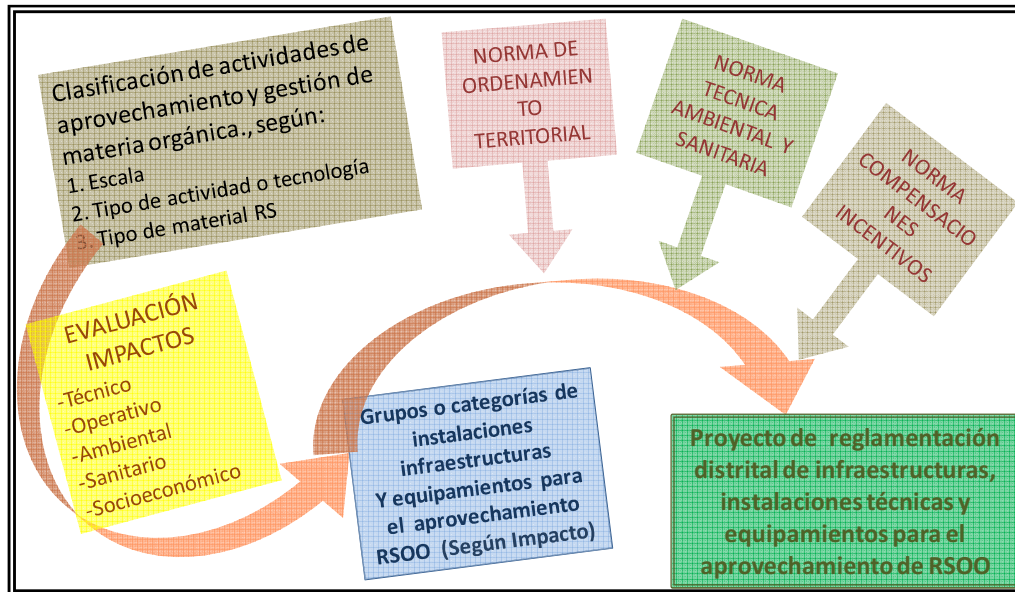 Clasificación de actividades de
aprovechamiento y gestión de
materia orgánica., según:
1. Escala
2. Tipo de actividad o tecnología
3. Tipo de material RS
EVALUACIÓN
IMPACTOS
-Técnico
-Operativo
-Ambiental
-Sanitario
-Socioeconómico
Grupos o categorías de
instalaciones
infraestructuras
Y equipamientos para
el aprovechamiento
RSOO (Según Impacto)
NORMA DE
ORDENAMIEN
TO
TERRITORIAL
NORMA
TECNICA
AMBIENTAL Y
SANITARIA
NORMA
COMPENSACIO
NES
INCENTIVOS
Proyecto de reglamentación
distrital de infraestructuras,
instalaciones técnicas y
equipamientos para el
aprovechamiento de RSOO